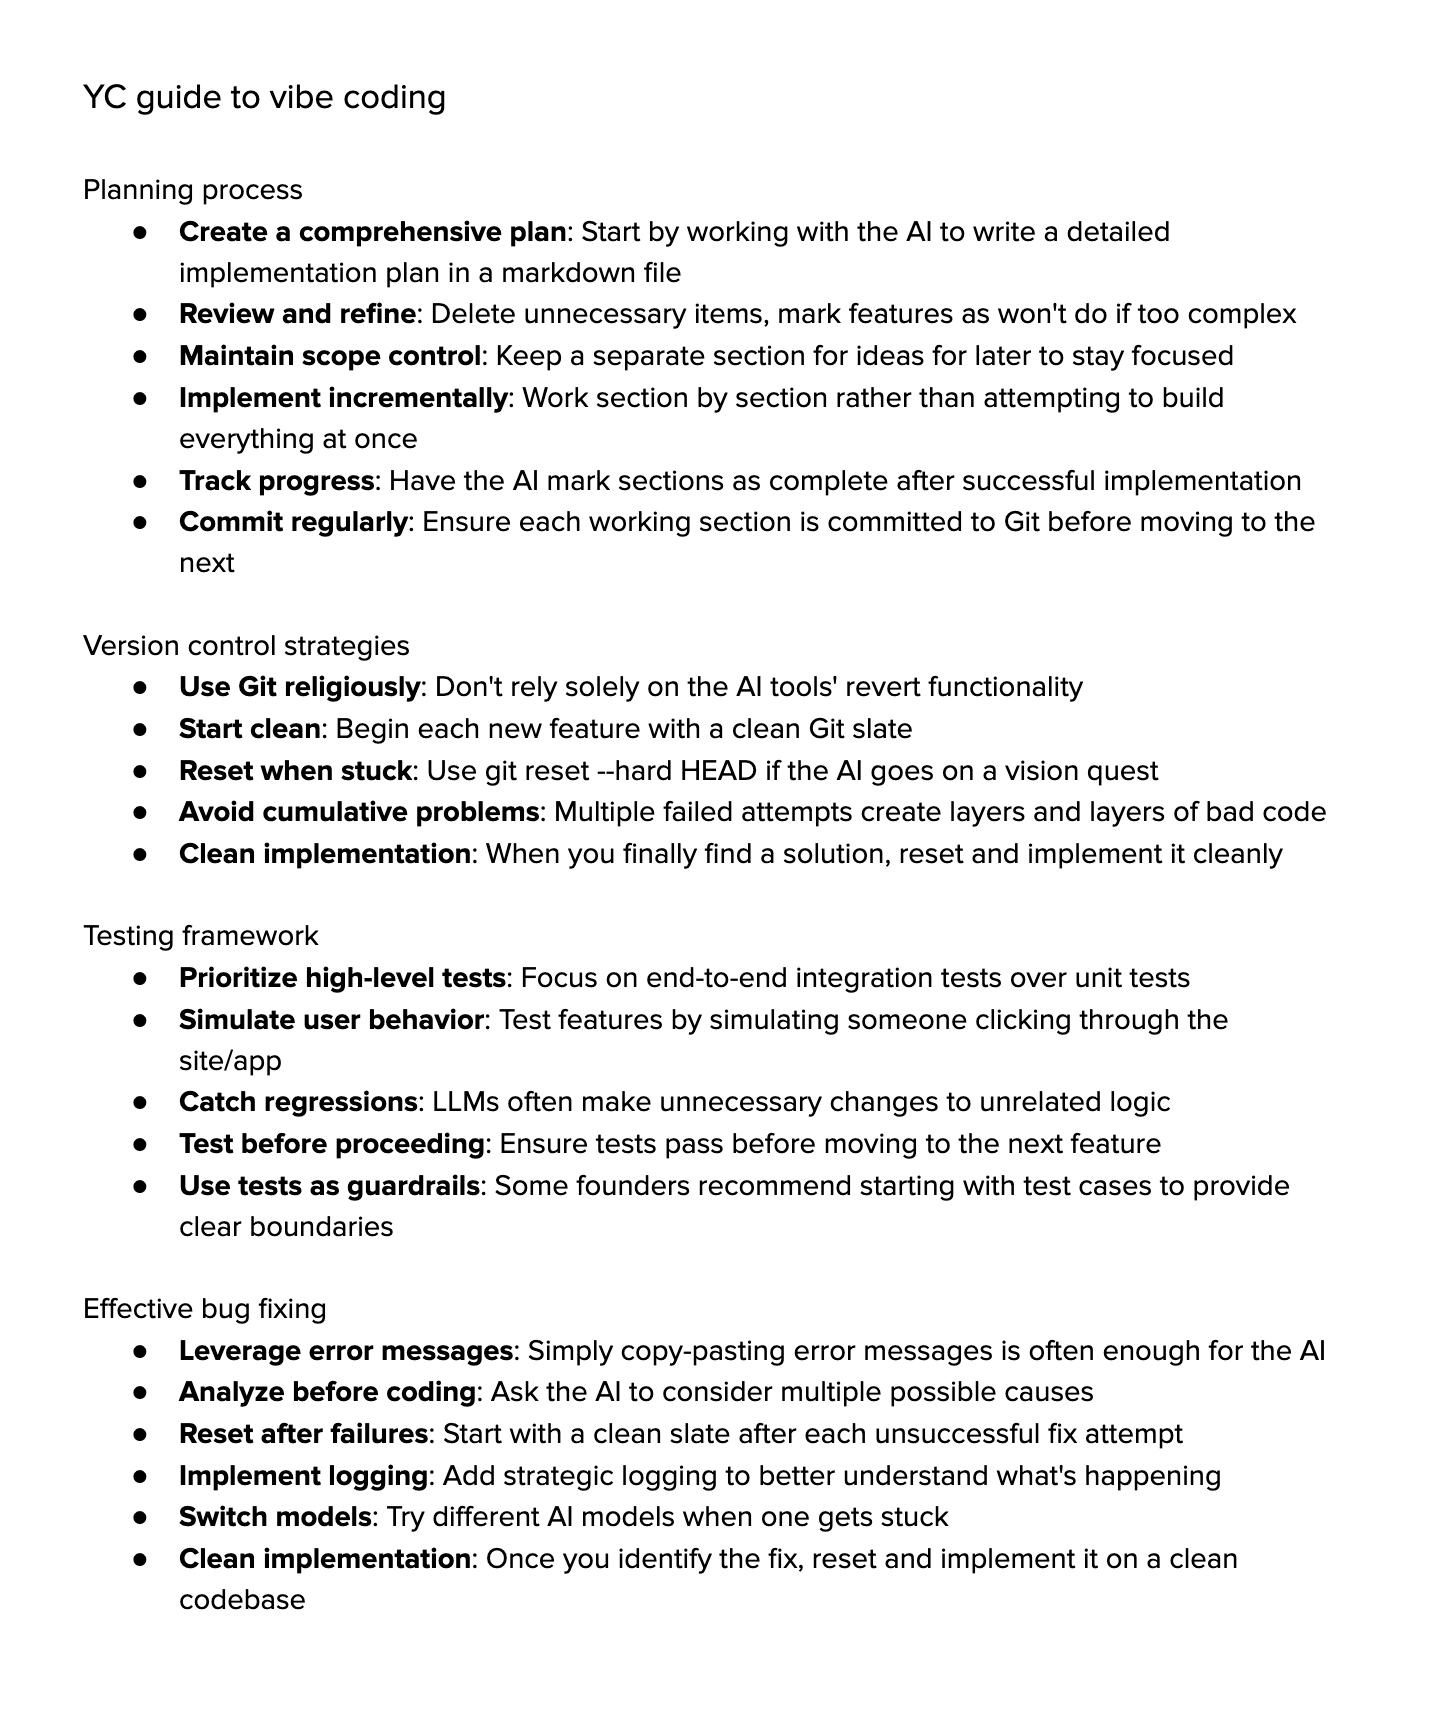 YC guide to vibe coding
Planning process
● Create a comprehensive plan: Start by working with the AI to write a detailed
implementation plan in a markdown file
● Review and refine: Delete unnecessary items, mark features as won't do if too complex
● Maintain scope control: Keep a separate section for ideas for later to stay focused
● Implement incrementally: Work section by section rather than attempting to build
everything at once
● Track progress: Have the AI mark sections as complete after successful implementation
● Commit regularly: Ensure each working section is committed to Git before moving to the
next
Version control strategies
● Use Git religiously: Don't rely solely on the AI tools' revert functionality
● Start clean: Begin each new feature with a clean Git slate
● Reset when stuck: Use git reset --hard HEAD if the AI goes on a vision quest
● Avoid cumulative problems: Multiple failed attempts create layers and layers of bad code
● Clean implementation: When you finally find a solution, reset and implement it cleanly
Testing framework
● Prioritize high-level tests: Focus on end-to-end integration tests over unit tests
● Simulate user behavior: Test features by simulating someone clicking through the
site/app
● Catch regressions: LLMs often make unnecessary changes to unrelated logic
● Test before proceeding: Ensure tests pass before moving to the next feature
● Use tests as guardrails: Some founders recommend starting with test cases to provide
clear boundaries
Effective bug fixing
● Leverage error messages: Simply copy-pasting error messages is often enough for the AI
● Analyze before coding: Ask the AI to consider multiple possible causes
● Reset after failures: Start with a clean slate after each unsuccessful fix attempt
● Implement logging: Add strategic logging to better understand what's happening
● Switch models: Try different AI models when one gets stuck
● Clean implementation: Once you identify the fix, reset and implement it on a clean
codebase